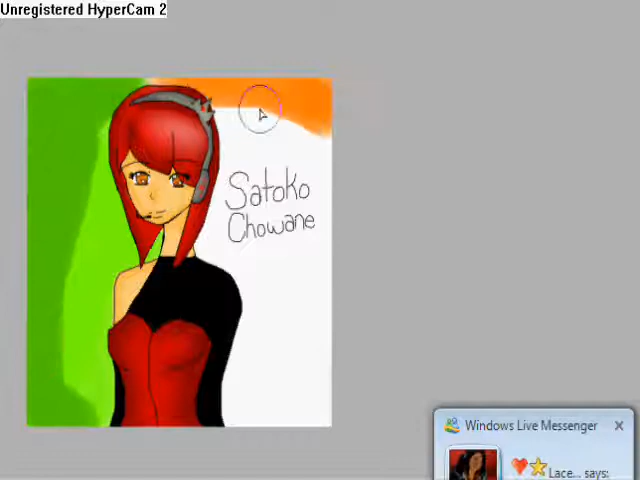 Unregistered HyperCam 2
Satoko
Chowane
Windows Live Messenger
Lace... says: